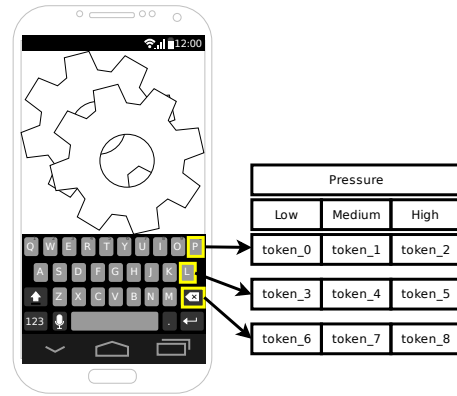 12:00
Q W E R T Y U I O P
A S D F G H J K L
Z X C V B N M
123 .
Pressure
Low Medium High
token_0 token_1 token_2
token_3 token_4 token_5
token_6 token_7 token_8